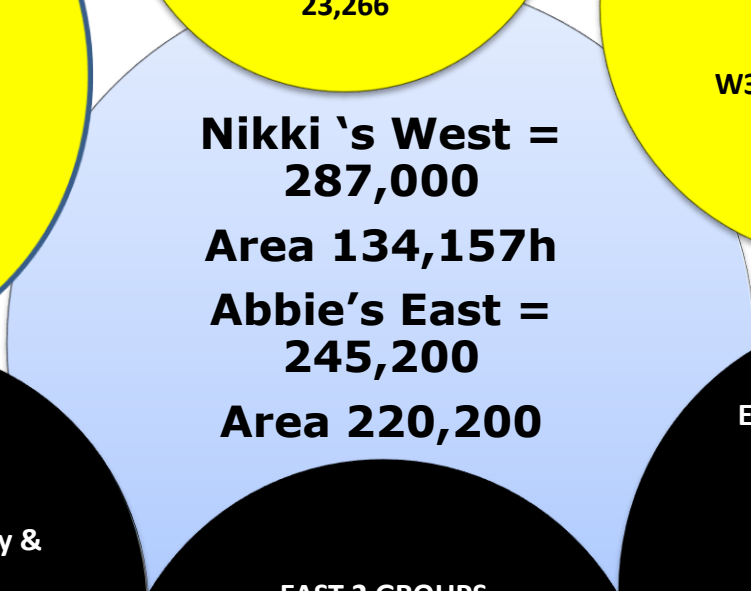 23,266
W3
Nikki ‘s West =
287,000
Area 134,157h
Abbie’s East =
245,200
Area 220,200
E
y &
EAST 2 GROUPS